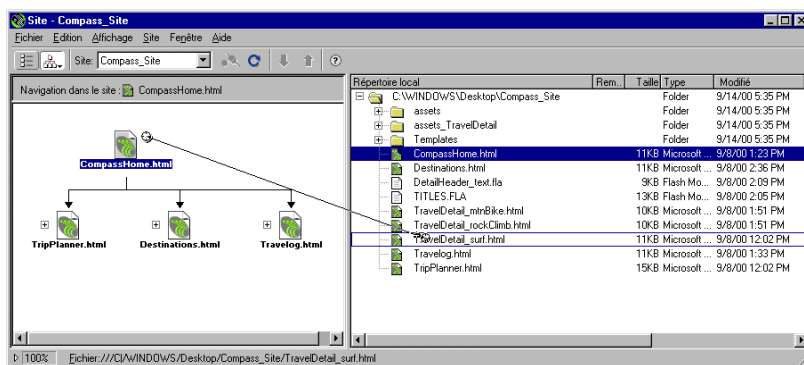 Site - Compass_Site
Fichier Edition Affichage Site Fenêtre Aide
Site: Compass_Site
Navigation dans le site : CompassHome.html
CompassHome.html
TripPlanner.html Destinations.html Travelog.html
Répertoire local Rem.. Taille Type Modifié
C:\WINDOWS\Desktop\Compass_Site Folder 9/14/00 5:35 PM
assets Folder 9/14/00 5:35 PM
assets_TravelDetail Folder 9/14/00 5:35 PM
Templates Folder 9/14/00 5:35 PM
CompassHome.html 11KB Microsoft ... 9/8/00 1:23 PM
Destinations.html 11KB Microsoft ... 9/8/00 2:36 PM
DetailHeader_text.fla 9KB Flash Mo... 9/8/00 2:09 PM
TITLES.FLA 13KB Flash Mo... 9/8/00 2:05 PM
TravelDetail_mtnBike.html 10KB Microsoft ... 9/8/00 1:51 PM
TravelDetail_rockClimb.html 10KB Microsoft ... 9/8/00 1:51 PM
TravelDetail_surf.html 11KB Microsoft ... 9/8/00 12:02 PM
Travelog.html 11KB Microsoft ... 9/8/00 1:33 PM
TripPlanner.html 15KB Microsoft ... 9/8/00 12:02 PM
100% Fichier:///C|/WINDOWS/Desktop/Compass_Site/TravelDetail_surf.html